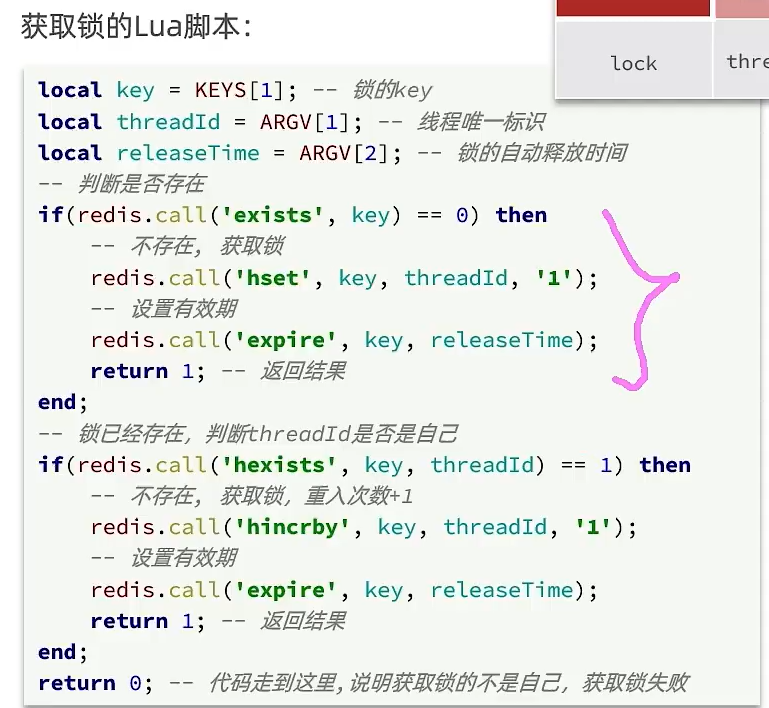 获取锁的Lua脚本：
lock
thre
local key = KEYS[1]; -- 锁的key
local threadId = ARGV[1]; -- 线程唯一标识
local releaseTime = ARGV[2]; -- 锁的自动释放时间
-- 判断是否存在
if(redis.call('exists', key) == 0) then
-- 不存在, 获取锁
redis.call('hset', key, threadId, '1');
-- 设置有效期
redis.call('expire', key, releaseTime);
return 1; -- 返回结果
end;
-- 锁已经存在，判断threadId是否是自己
if(redis.call('hexists', key, threadId) == 1) then
-- 不存在, 获取锁，重入次数+1
redis.call('hincrby', key, threadId, '1');
-- 设置有效期
redis.call('expire', key, releaseTime);
return 1; -- 返回结果
end;
return 0; -- 代码走到这里,说明获取锁的不是自己，获取锁失败